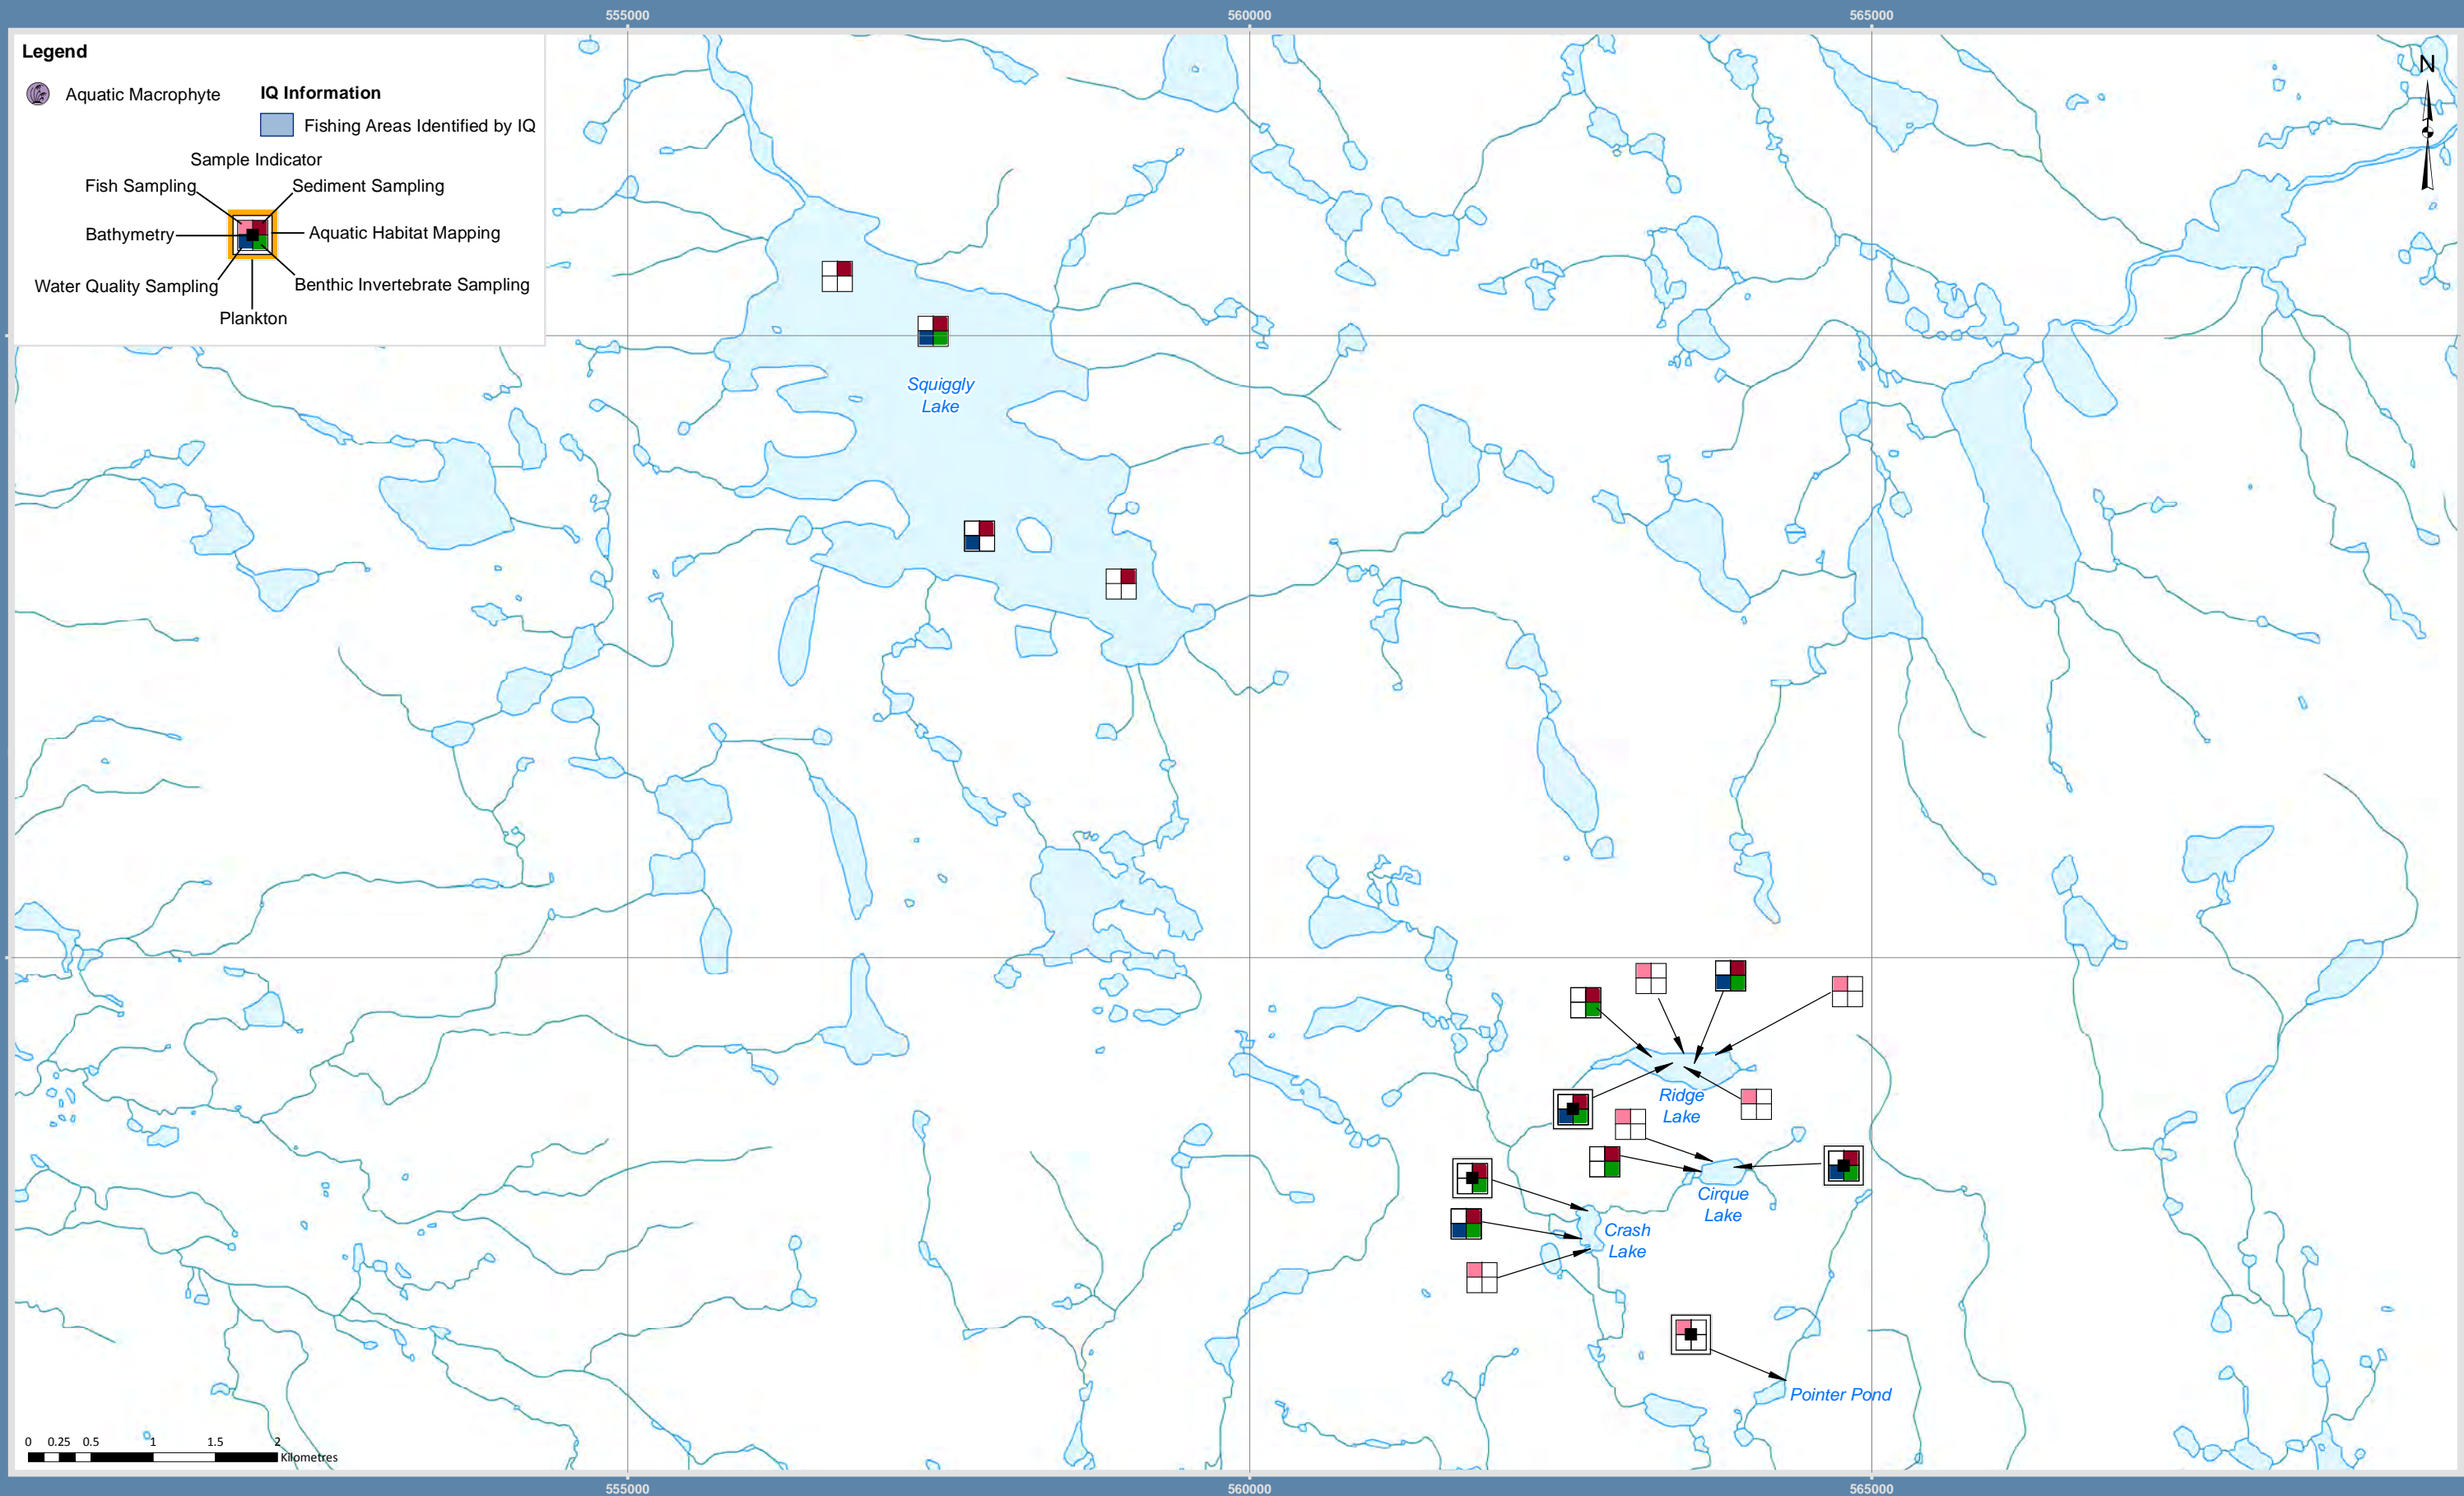 555000
560000
565000
Legend
Aquatic Macrophyte
IQ Information
Fishing Areas Identified by IQ
Sample Indicator
Fish Sampling
Sediment Sampling
Bathymetry
Aquatic Habitat Mapping
Water Quality Sampling
Benthic Invertebrate Sampling
Plankton
N
Squiggly
Lake
Ridge
Lake
Cirque
Lake
Crash
Lake
Pointer Pond
0 0.25 0.5 1 1.5 2
Kilometres
555000
560000
565000